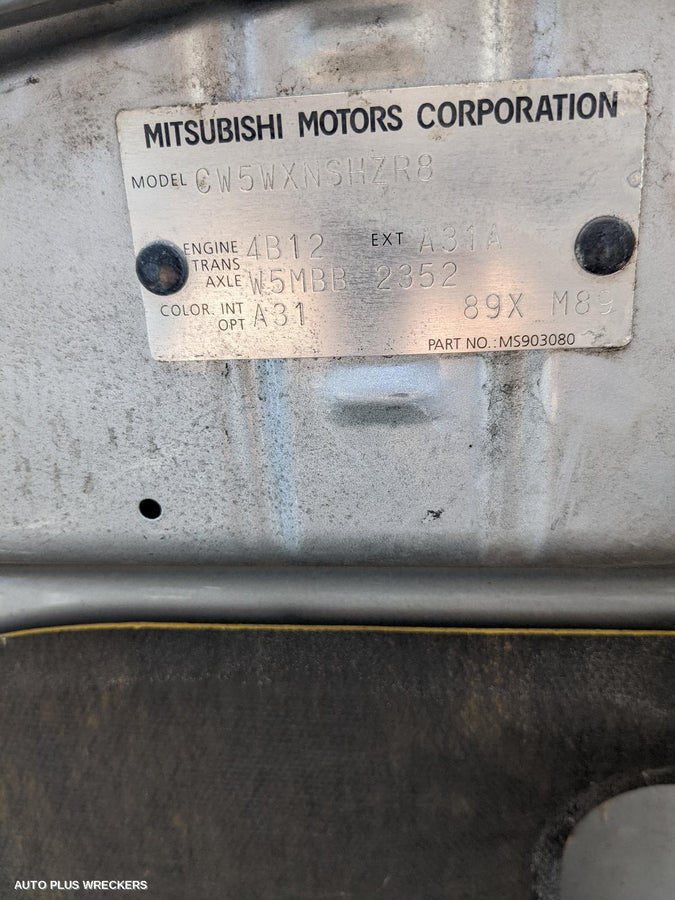 MITSUBISHI MOTORS CORPORATION
MODEL CW5WXNSHZR8
ENGINE 4B12 EXT A31A
TRANS
AXLE W5MBB 2352
COLOR. INT
OPT A31 89X M89
PART NO.: MS903080
AUTO PLUS WRECKERS